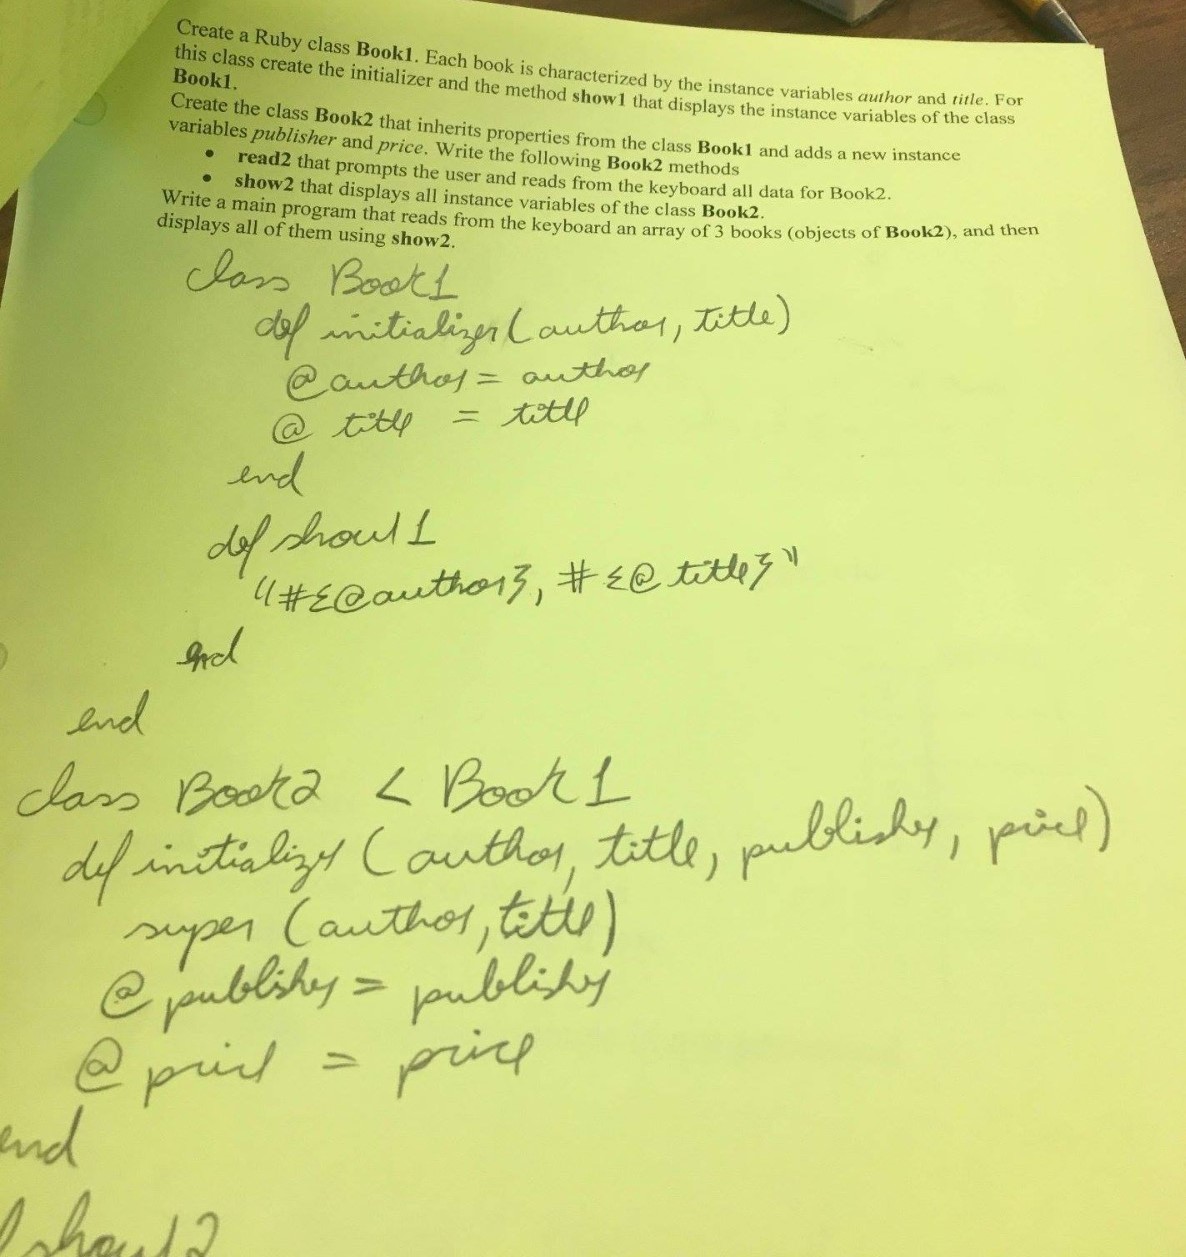 Create a Ruby class Book1. Each book is characterized by the instance variables author and title. For
this class create the initializer and the method show1 that displays the instance variables of the class
Book1.
Create the class Book2 that inherits properties from the class Book1 and adds a new instance
variables publisher and price. Write the following Book2 methods
• read2 that prompts the user and reads from the keyboard all data for Book2.
• show2 that displays all instance variables of the class Book2.
Write a main program that reads from the keyboard an array of 3 books (objects of Book2), and then
displays all of them using show2.
class Book1
def initializer(author, title)
@author = author
@ title = title
end
def show1
"#{@author}, #{@title}"
end
end
class Book2 < Book1
def initializer (author, title, publisher, price)
super (author, title)
@publisher = publisher
@price = price
end
show2